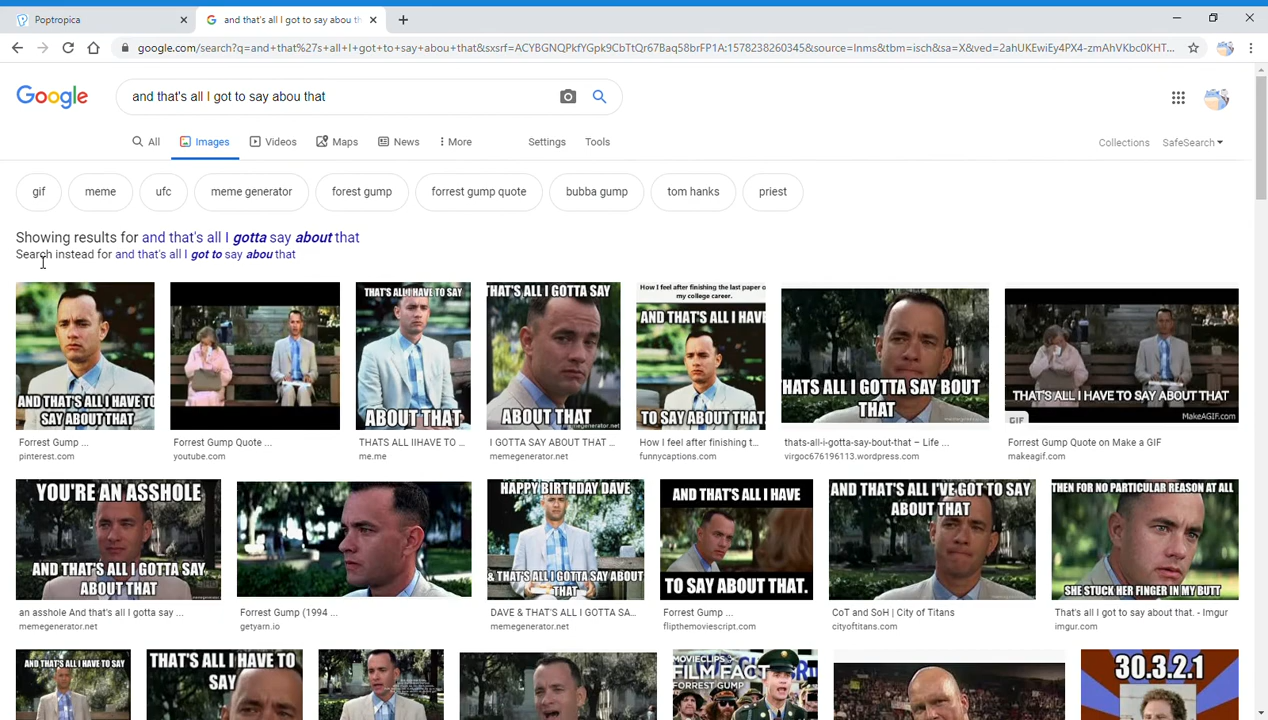 Poptropica
and that's all I got to say abou th
google.com/search?q=and+that%27s+all+I+got+to+say+abou+that&sxsrf=ACYBGNQPkfYGpk9CbTtQr67Baq58brFP1A:1578238260345&source=lnms&tbm=isch&sa=X&ved=2ahUKEwiEy4PX4-zmAhVKbc0KHT...
Google
and that's all I got to say abou that
All
Images
Videos
Maps
News
More
Settings
Tools
Collections
SafeSearch
gif
meme
ufc
meme generator
forest gump
forrest gump quote
bubba gump
tom hanks
priest
Showing results for and that's all I gotta say about that
Search instead for and that's all I got to say abou that
AND THAT'S ALL I HAVE TO
SAY ABOUT THAT
THAT'S ALL I HAVE TO SAY
ABOUT THAT
THAT'S ALL I GOTTA SAY
ABOUT THAT
memegenerator.net
How I feel after finishing the last paper o
my college career.
AND THAT'S ALL I HAVE
TO SAY ABOUT THAT.
HATS ALL I GOTTA SAY BOUT
THAT
THAT'S ALL I HAVE TO SAY ABOUT THAT
GIF
MakeAGIF.com
Forrest Gump ...
pinterest.com
Forrest Gump Quote ...
youtube.com
THATS ALL IIHAVE TO ...
me.me
I GOTTA SAY ABOUT THAT ...
memegenerator.net
How I feel after finishing t...
funnycaptions.com
thats-all-i-gotta-say-bout-that – Life ...
virgoc676196113.wordpress.com
Forrest Gump Quote on Make a GIF
makeagif.com
YOU'RE AN ASSHOLE
AND THAT'S ALL I GOTTA SAY
ABOUT THAT
HAPPY BIRTHDAY DAVE
& THAT'S ALL I GOTTA SAY ABOUT
THAT
AND THAT'S ALL I HAVE
TO SAY ABOUT THAT.
AND THAT'S ALL I'VE GOT TO SAY
ABOUT THAT
THEN FOR NO PARTICULAR REASON AT ALL
SHE STUCK HER FINGER IN MY BUTT
an asshole And that's all i gotta say ...
memegenerator.net
Forrest Gump (1994 ...
getyarn.io
DAVE & THAT'S ALL I GOTTA SA...
memegenerator.net
Forrest Gump ...
flipthemoviescript.com
CoT and SoH | City of Titans
cityoftitans.com
That's all I got to say about that. - Imgur
imgur.com
AND THAT'S ALL I HAVE TO SAY
THAT'S ALL I HAVE TO
SAY
MOVIECLIPS
FILM FACT
FORREST GUMP
30.3.2.1